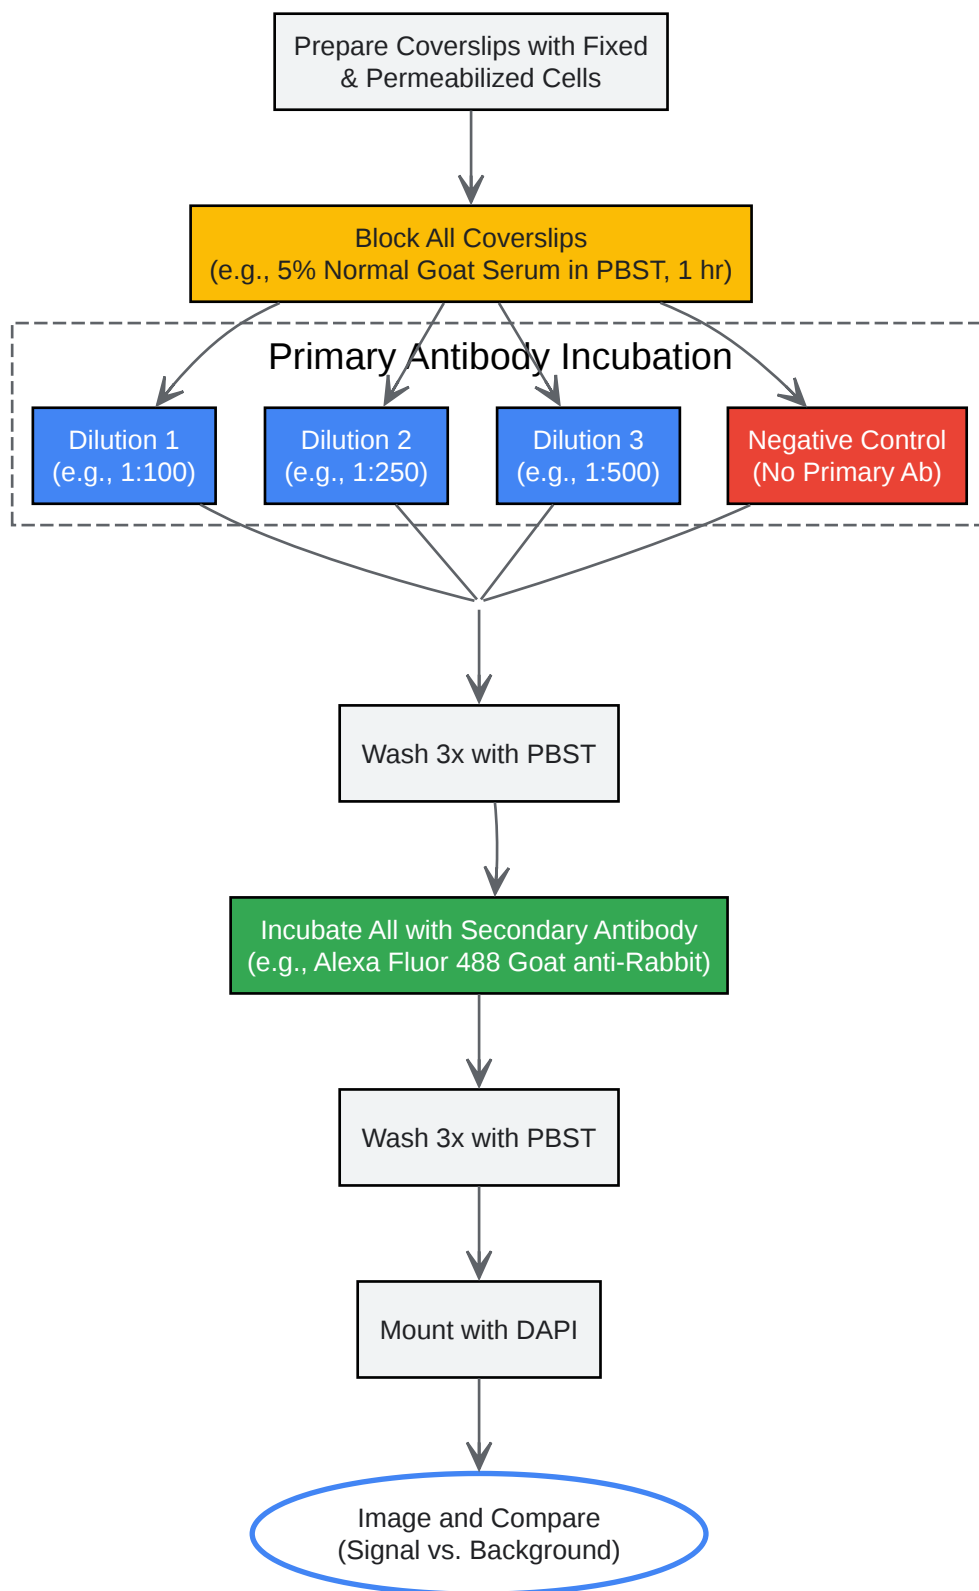 Prepare Coverslips with Fixed
& Permeabilized Cells
Block All Coverslips
(e.g., 5% Normal Goat Serum in PBST, 1 hr)
Primary Antibody Incubation
Dilution 1
(e.g., 1:100)
Dilution 2
(e.g., 1:250)
Dilution 3
(e.g., 1:500)
Negative Control
(No Primary Ab)
Wash 3x with PBST
Incubate All with Secondary Antibody
(e.g., Alexa Fluor 488 Goat anti-Rabbit)
Wash 3x with PBST
Mount with DAPI
Image and Compare
(Signal vs. Background)